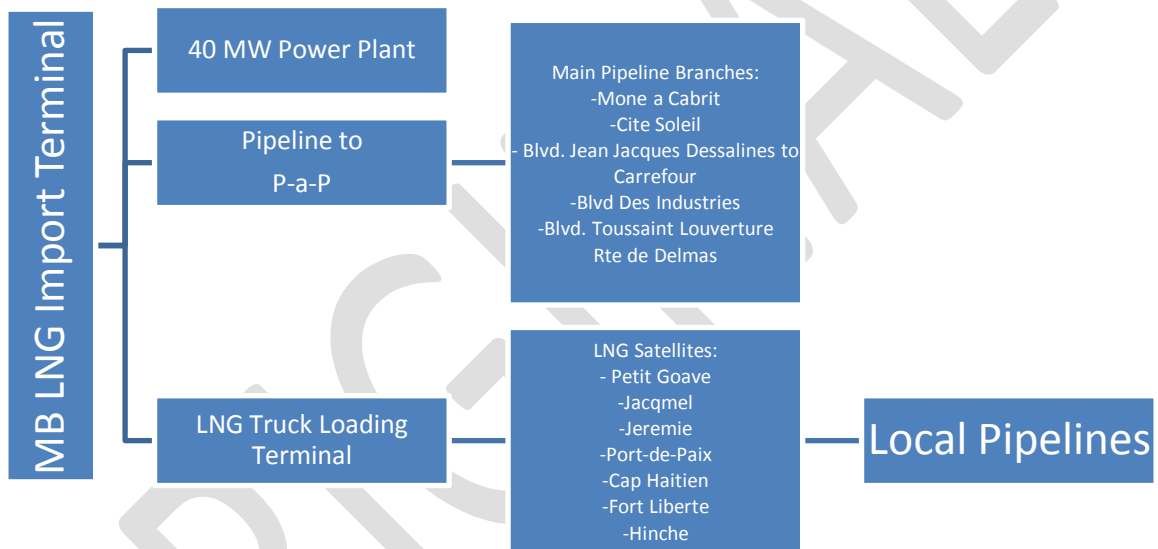 MB LNG Import Terminal
40 MW Power Plant
Pipeline to
P-a-P
LNG Truck Loading
Terminal
Main Pipeline Branches:
-Mone a Cabrit
-Cite Soleil
- Blvd. Jean Jacques Dessalines to
Carrefour
-Blvd Des Industries
-Blvd. Toussaint Louverture
Rte de Delmas
LNG Satellites:
- Petit Goave
-Jacqmel
-Jeremie
-Port-de-Paix
-Cap Haitien
-Fort Liberte
-Hinche
Local Pipelines